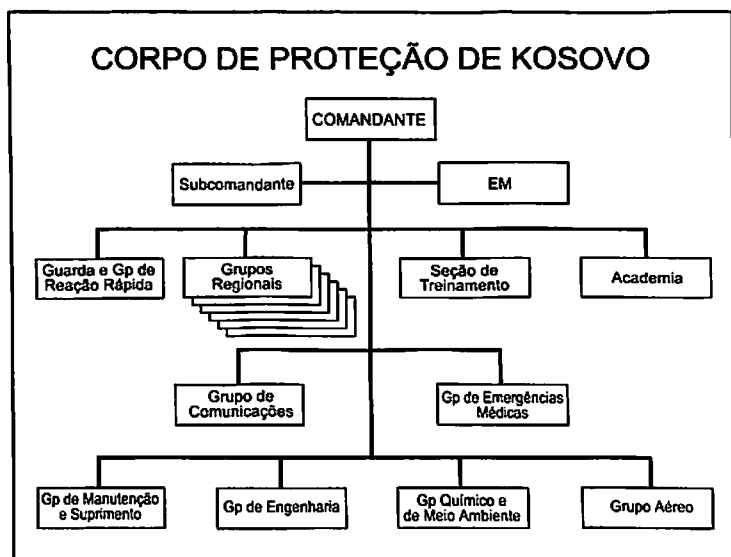 CORPO DE PROTEÇÃO DE KOSOVO
COMANDANTE
Subcomandante
EM
Guarda e Gp de
Reação Rápida
Grupos
Regionais
Seção de
Treinamento
Academia
Grupo de
Comunicações
Gp de Emergências
Médicas
Gp de Manutenção
e Suprimento
Gp de Engenharia
Gp Químico e
de Meio Ambiente
Grupo Aéreo